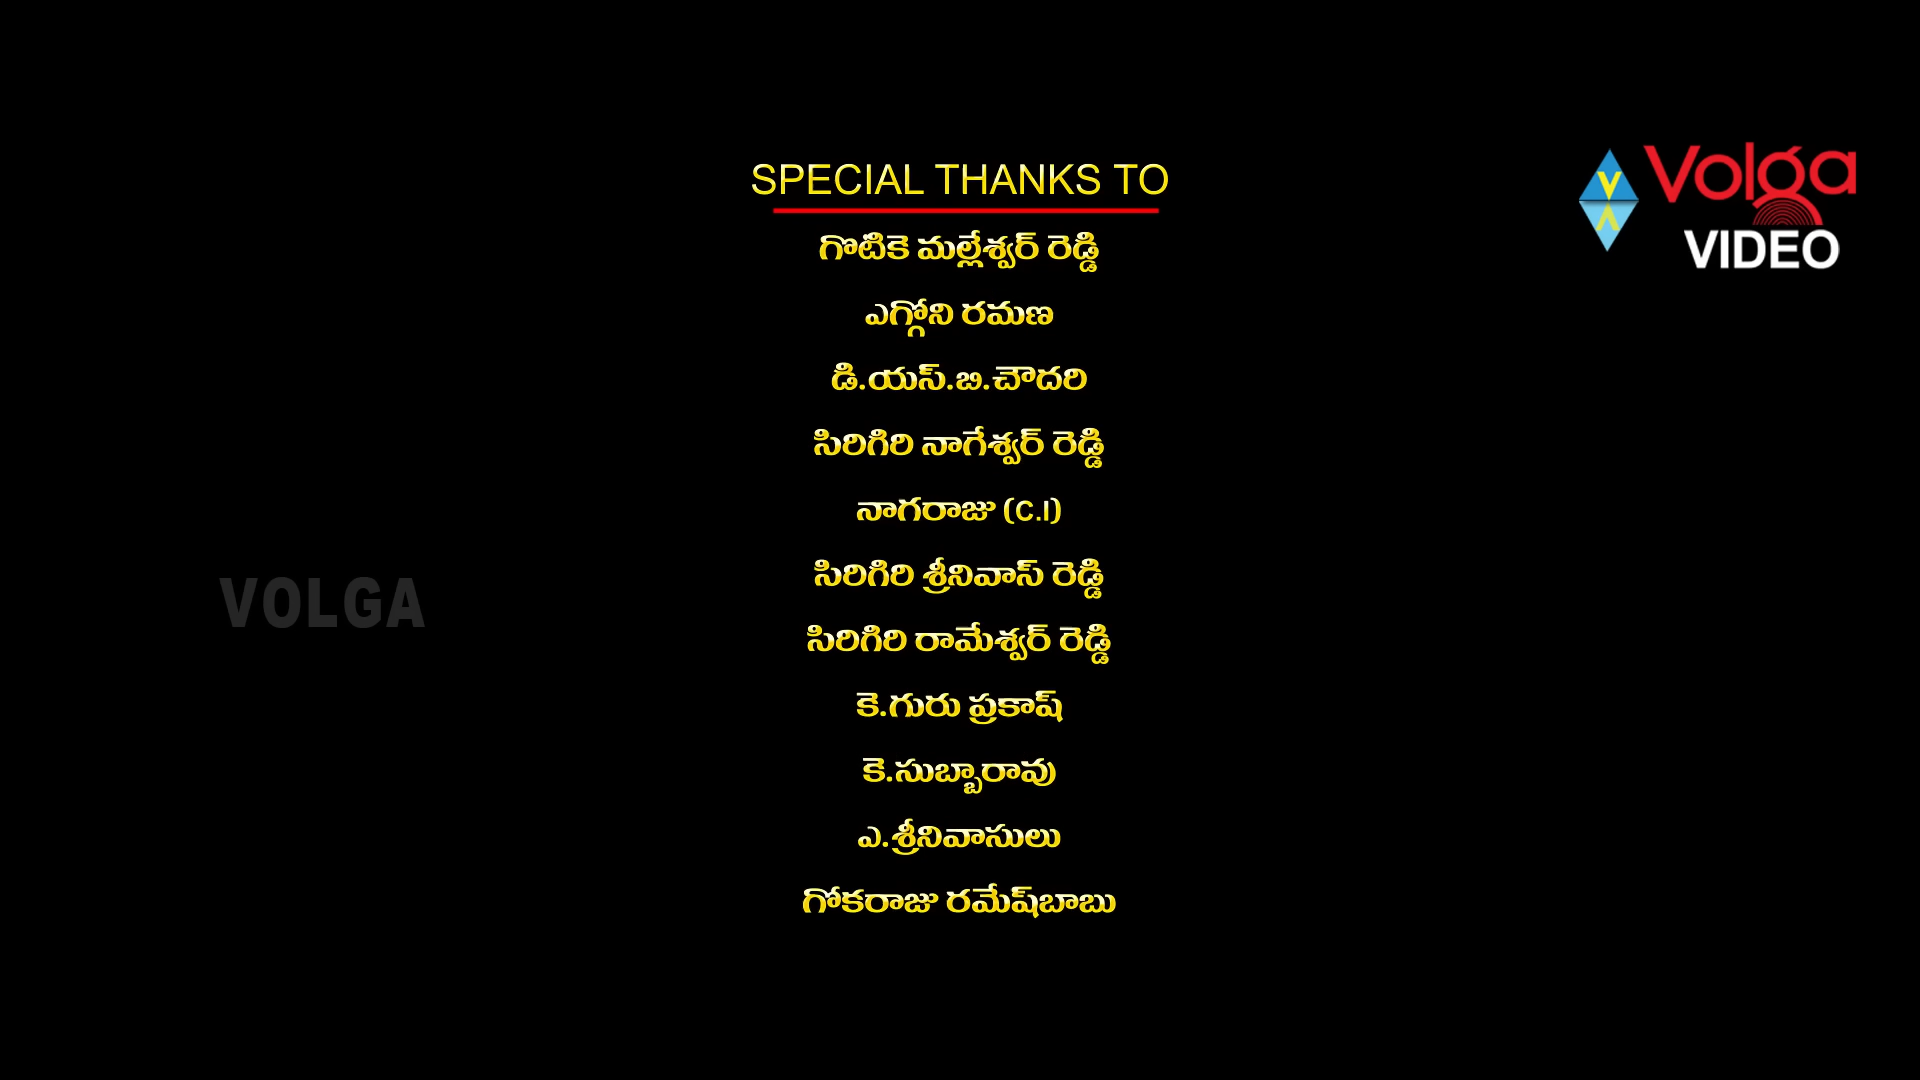 SPECIAL THANKS TO
గొటికె మల్లేశ్వర్ రెడ్డి
ఎగ్గోని రమణ
డి.యస్.బి.చౌదరి
సిరిగిరి నాగేశ్వర్ రెడ్డి
నాగరాజు (C.I)
సిరిగిరి శ్రీనివాస్ రెడ్డి
సిరిగిరి రామేశ్వర్ రెడ్డి
కె.గురు ప్రకాష్
కె.సుబ్బారావు
ఎ.శ్రీనివాసులు
గోకరాజు రమేష్‌బాబు
Volga
VIDEO
VOLGA